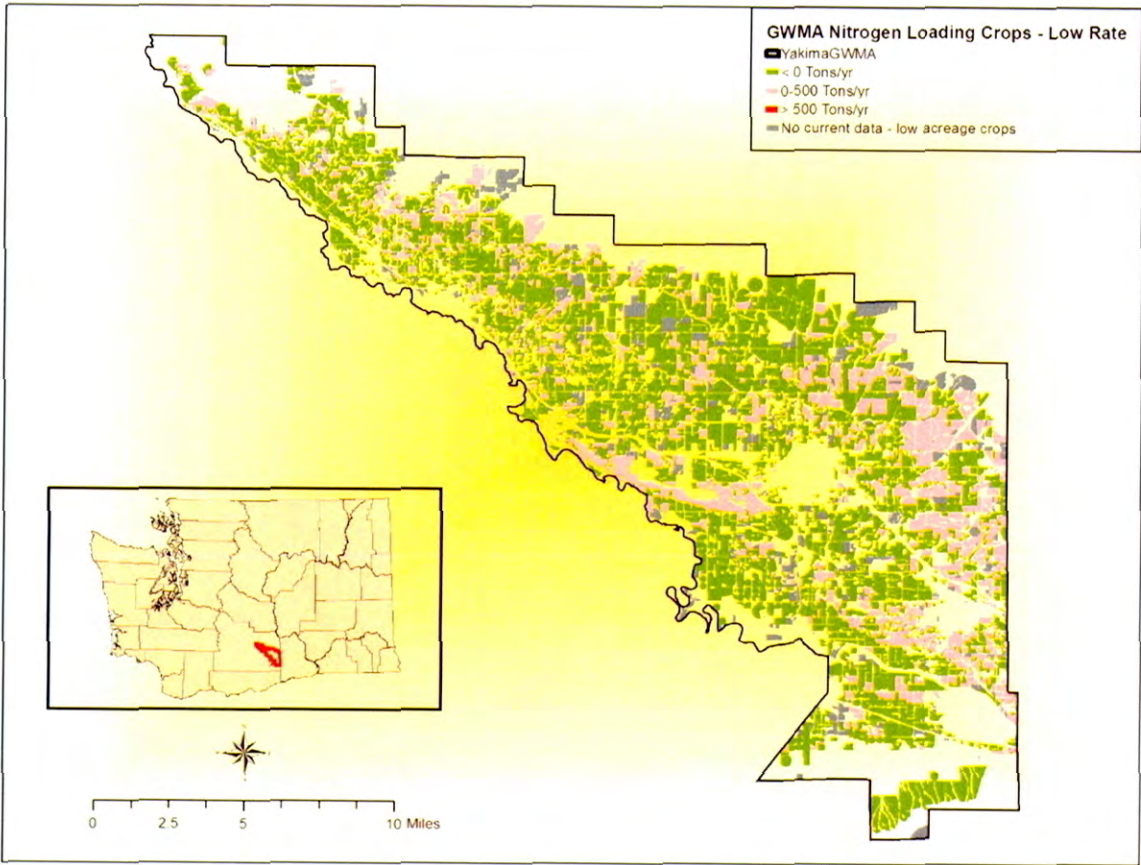 GWMA Nitrogen Loading Crops - Low Rate
YakimaGWMA
< 0 Tons/yr
0-500 Tons/yr
> 500 Tons/yr
No current data - low acreage crops
0 2.5 5 10 Miles